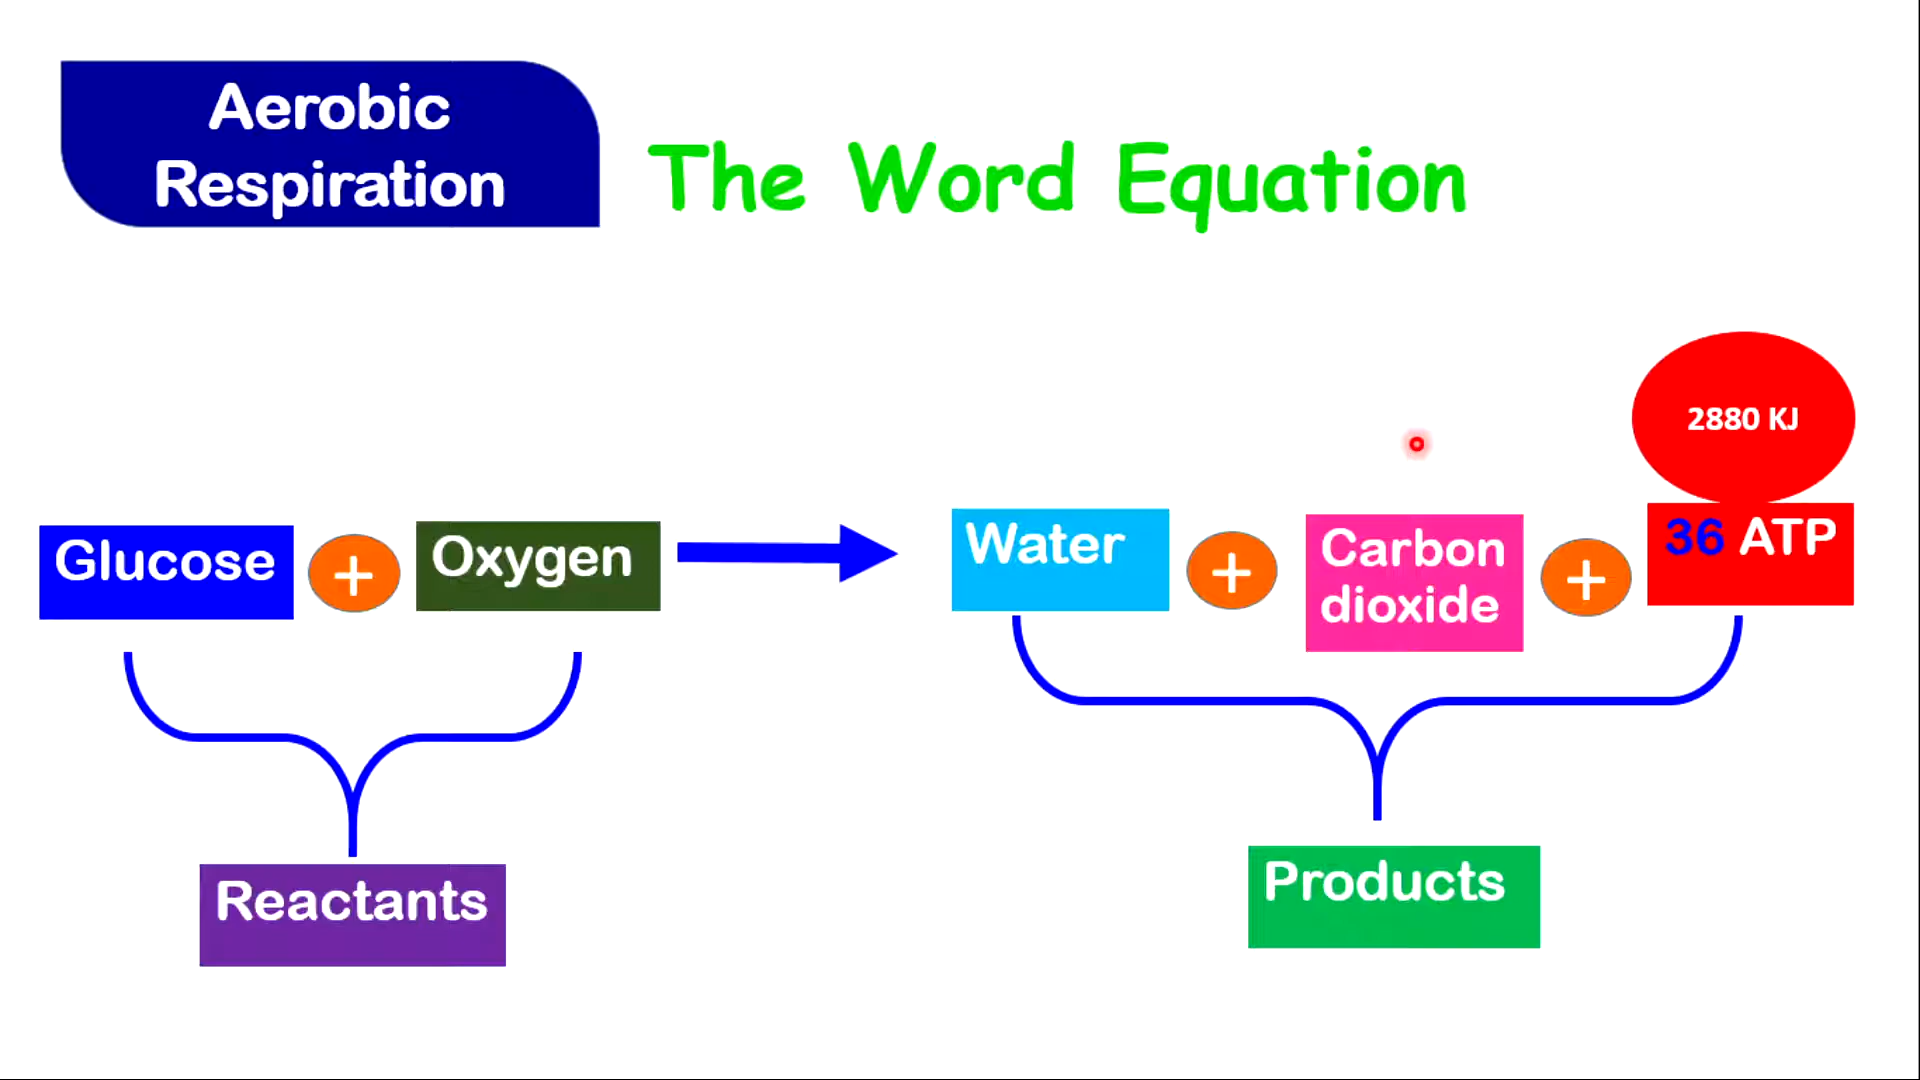 Aerobic
Respiration
The Word Equation
2880 KJ
Glucose + Oxygen Water + Carbon dioxide + 36 ATP
Reactants
Products